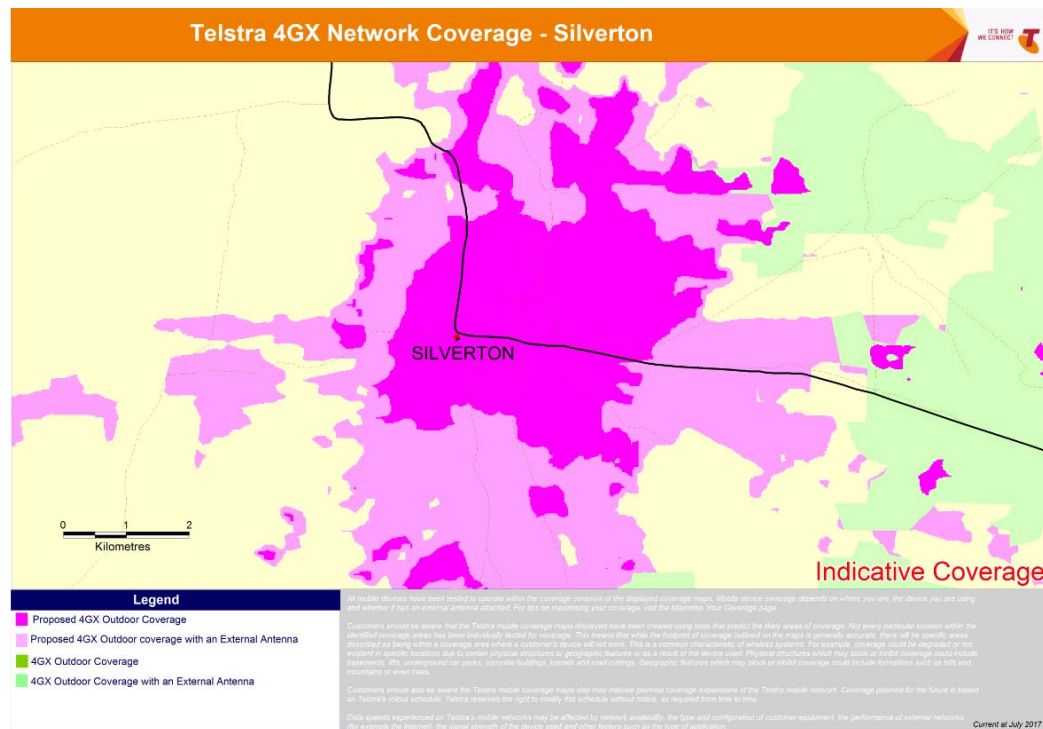 Telstra 4GX Network Coverage - Silverton
IT'S HOW
WE CONNECT
SILVERTON
0 1 2
Kilometres
Indicative Coverage
Legend
Proposed 4GX Outdoor Coverage
Proposed 4GX Outdoor coverage with an External Antenna
4GX Outdoor Coverage
4GX Outdoor Coverage with an External Antenna
All mobile devices have been tested to operate within the coverage contours of the displayed coverage maps. Mobile device coverage depends on where you are, the device you are using
and whether it has an external antenna attached. For tips on maximising your coverage, visit the Maximise Your Coverage page.
Customers should be aware that the Telstra mobile coverage maps displayed have been created using tools that predict the likely areas of coverage. Not every particular location within the
identified coverage areas has been individually tested for coverage. This means that while the footprint of coverage outlined on the maps is generally accurate, there will be specific areas
described as being within a coverage area where a customer's device will not work. This is a common characteristic of wireless systems. For example, coverage could be degraded or not
existent in specific locations due to certain physical structures or geographic features or as a result of the device used. Physical structures which may block or inhibit coverage could include
basements, lifts, underground car parks, concrete buildings, tunnels and road cuttings. Geographic features which may block or inhibit coverage could include formations such as hills and
mountains or even trees.
Customers should also be aware the Telstra mobile coverage maps also may indicate planned coverage expansions of the Telstra mobile network. Coverage planned for the future is based
on Telstra's rollout schedule. Telstra reserves the right to modify this schedule without notice, as required from time to time.
Data speeds experienced on Telstra's mobile networks may be affected by network availability, the type and configuration of customer equipment, the performance of external networks
(for example the Internet), the signal strength of the device used and other factors such as the type of application.
Current at July 2017